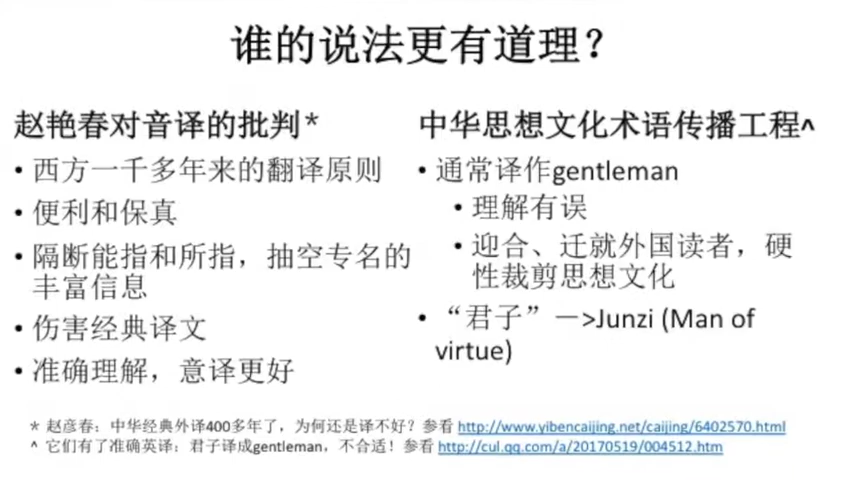 谁的说法更有道理？
赵艳春对音译的批判*
• 西方一千多年来的翻译原则
• 便利和保真
• 隔断能指和所指，抽空专名的
丰富信息
• 伤害经典译文
• 准确理解，意译更好
中华思想文化术语传播工程^
• 通常译作gentleman
• 理解有误
• 迎合、迁就外国读者，硬
性裁剪思想文化
• “君子”—>Junzi (Man of
virtue)
* 赵彦春：中华经典外译400多年了，为何还是译不好？参看 http://www.yibencaijing.net/caijing/6402570.html
^ 它们有了准确英译：君子译成gentleman，不合适！参看 http://cul.qq.com/a/20170519/004512.htm